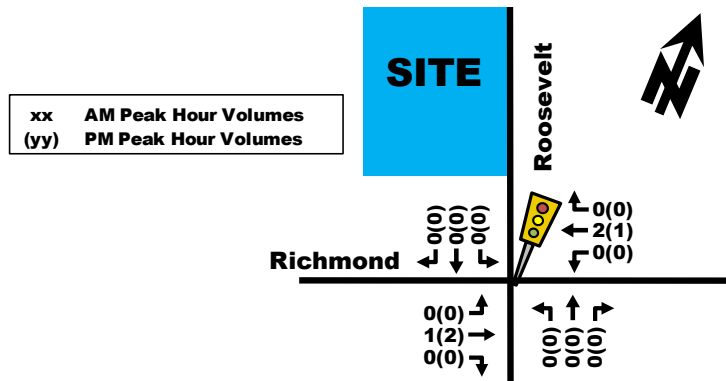 SITE
Roosevelt
N
xx AM Peak Hour Volumes
(yy) PM Peak Hour Volumes
0(0)
0(0)
0(0)
0(0)
2(1)
0(0)
Richmond
0(0)
1(2)
0(0)
0(0)
0(0)
0(0)